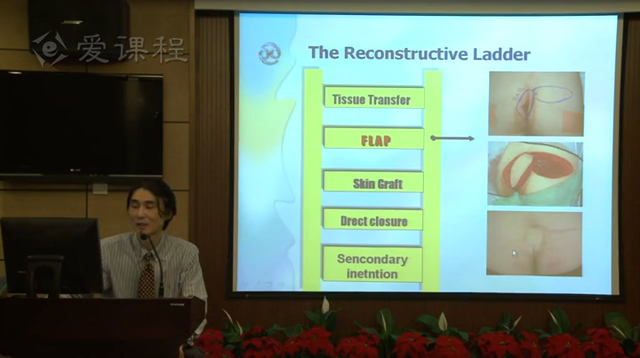 爱课程
The Reconstructive Ladder
Tissue Transfer
FLAP
Skin Graft
Drect closure
Sencondary
inetntion